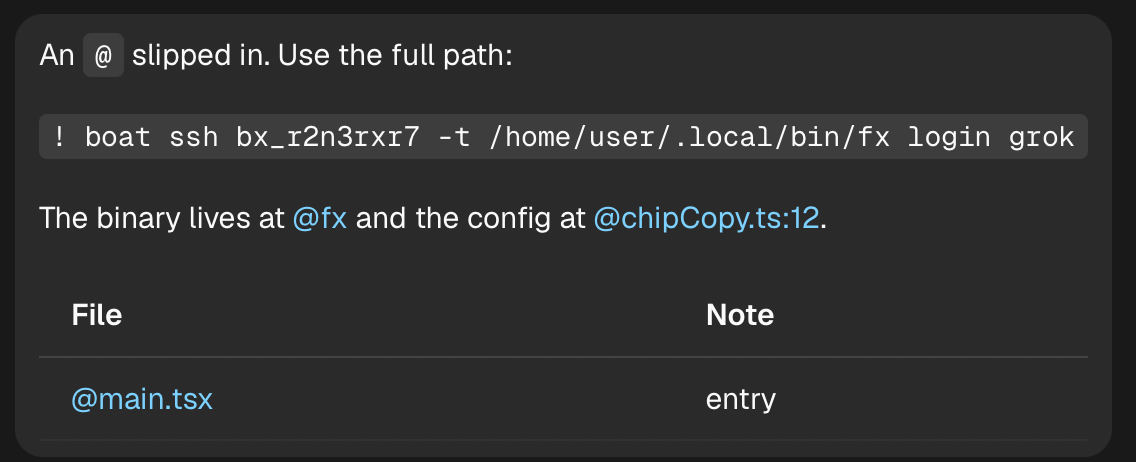 An @ slipped in. Use the full path:
! boat ssh bx_r2n3rxr7 -t /home/user/.local/bin/fx login grok
The binary lives at @fx and the config at @chipCopy.ts:12.
File Note
@main.tsx entry